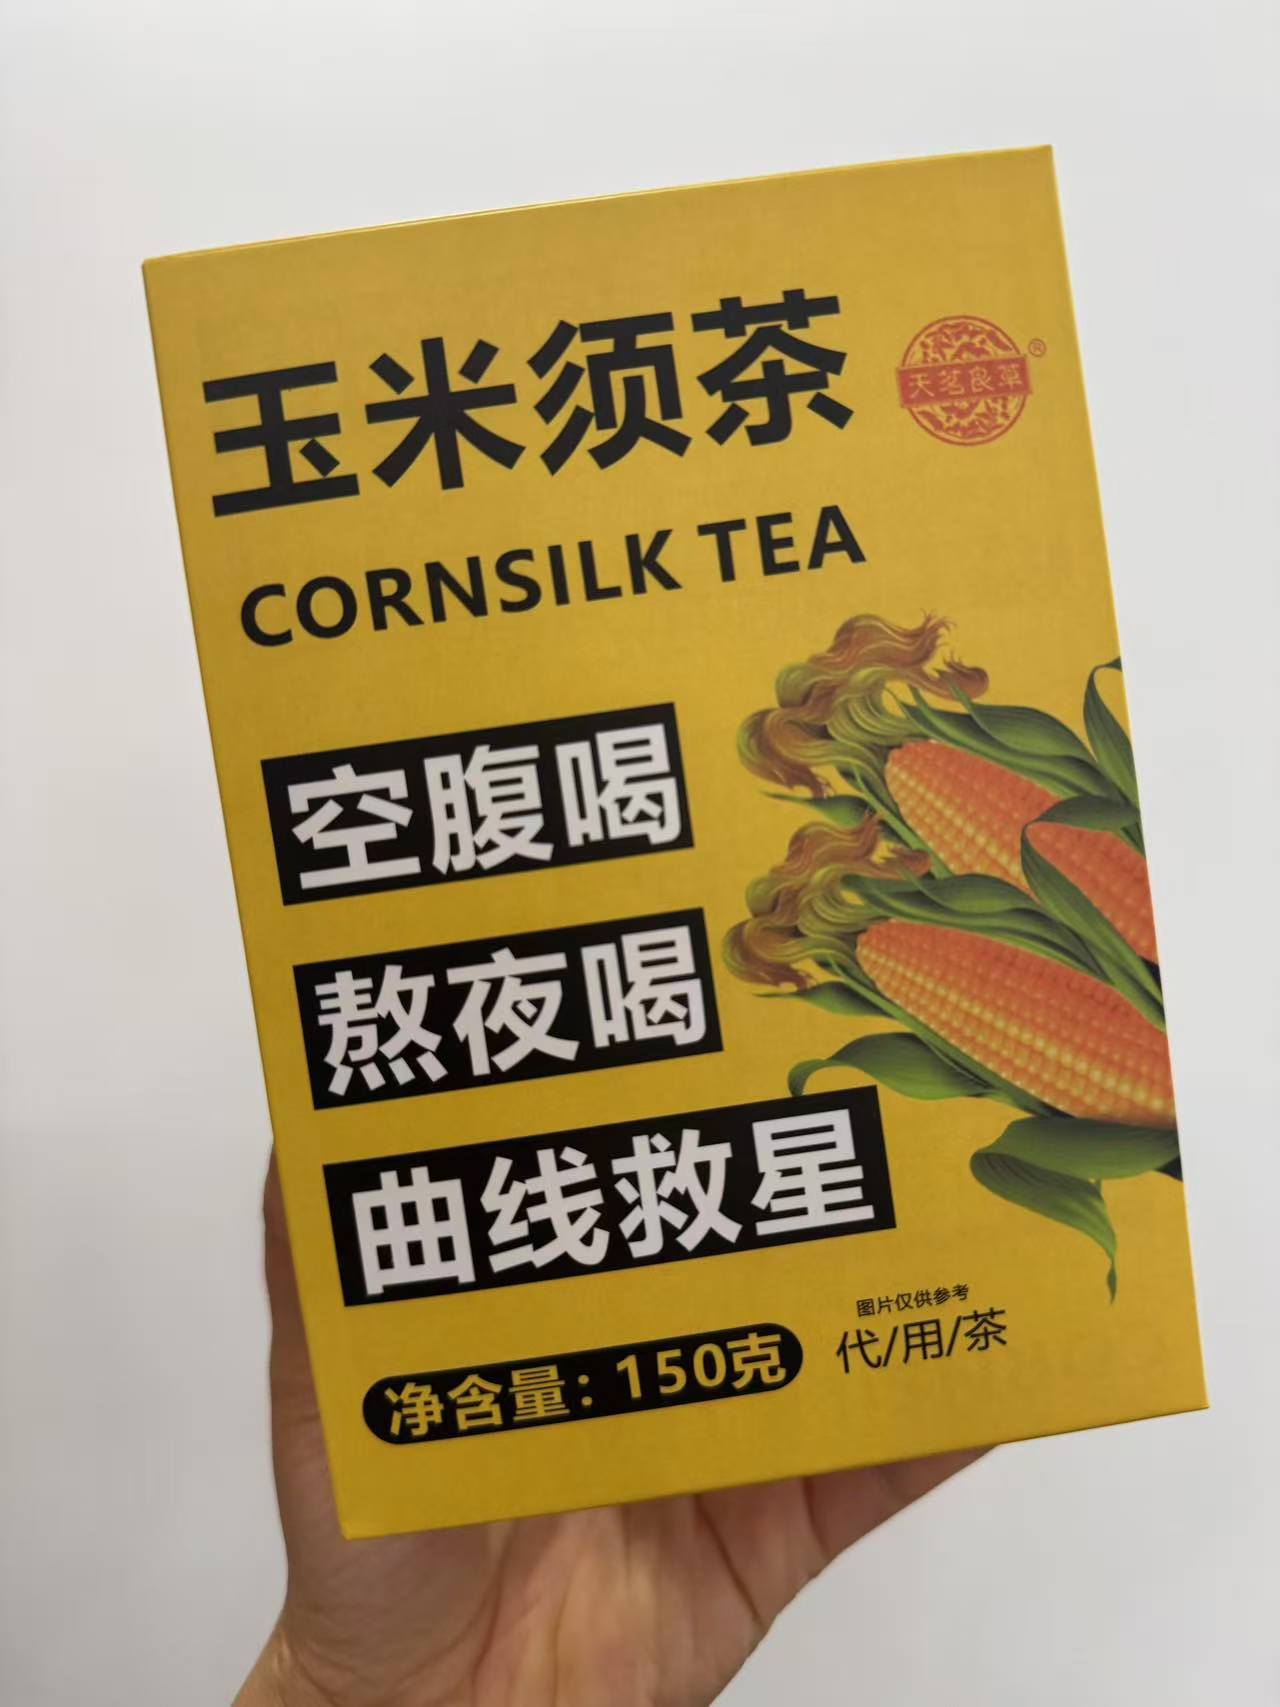 玉米须茶
天茗良草®
CORNSILK TEA
空腹喝
熬夜喝
曲线救星
图片仅供参考
净含量：150克
代/用/茶